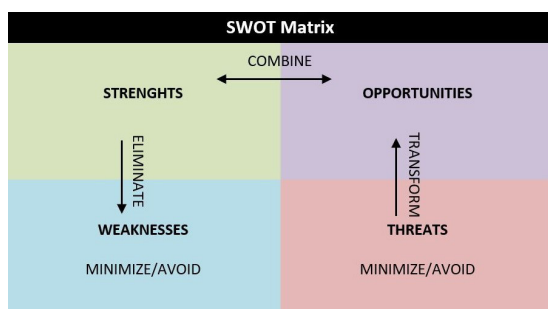 SWOT Matrix
COMBINE
STRENGHTS
OPPORTUNITIES
ELIMINATE
TRANSFORM
WEAKNESSES
THREATS
MINIMIZE/AVOID
MINIMIZE/AVOID